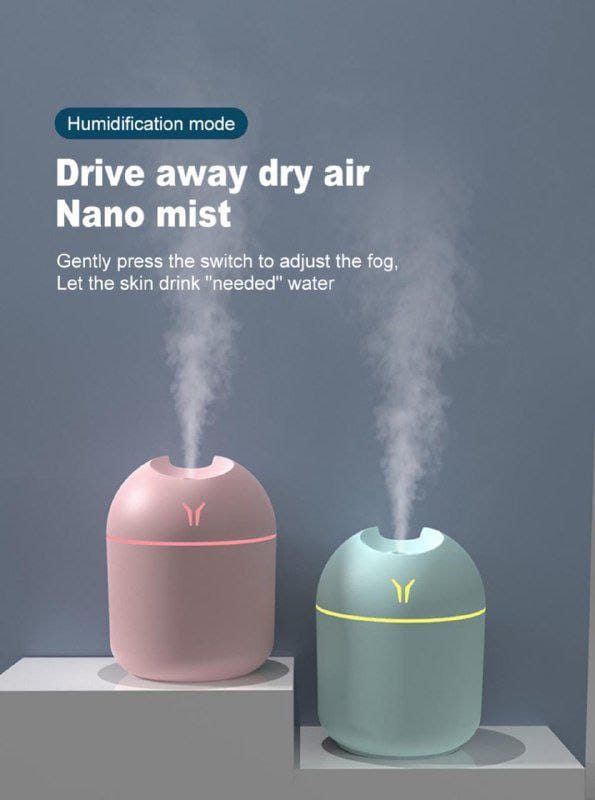 Humidification mode
Drive away dry air
Nano mist
Gently press the switch to adjust the fog,
Let the skin drink "needed" water